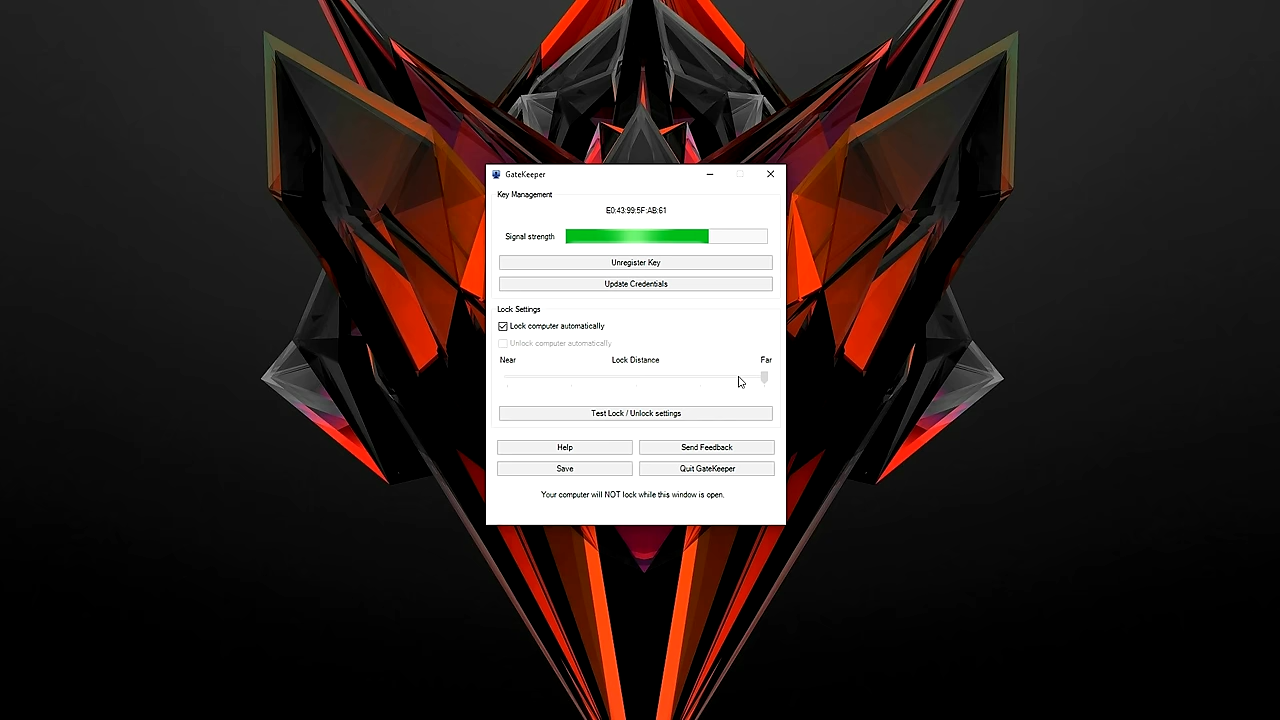 GateKeeper
Key Management
E0:43:99:5F:AB:61
Signal strength
Unregister Key
Update Credentials
Lock Settings
Lock computer automatically
Unlock computer automatically
Near Lock Distance Far
Test Lock / Unlock settings
Help Send Feedback
Save Quit GateKeeper
Your computer will NOT lock while this window is open.